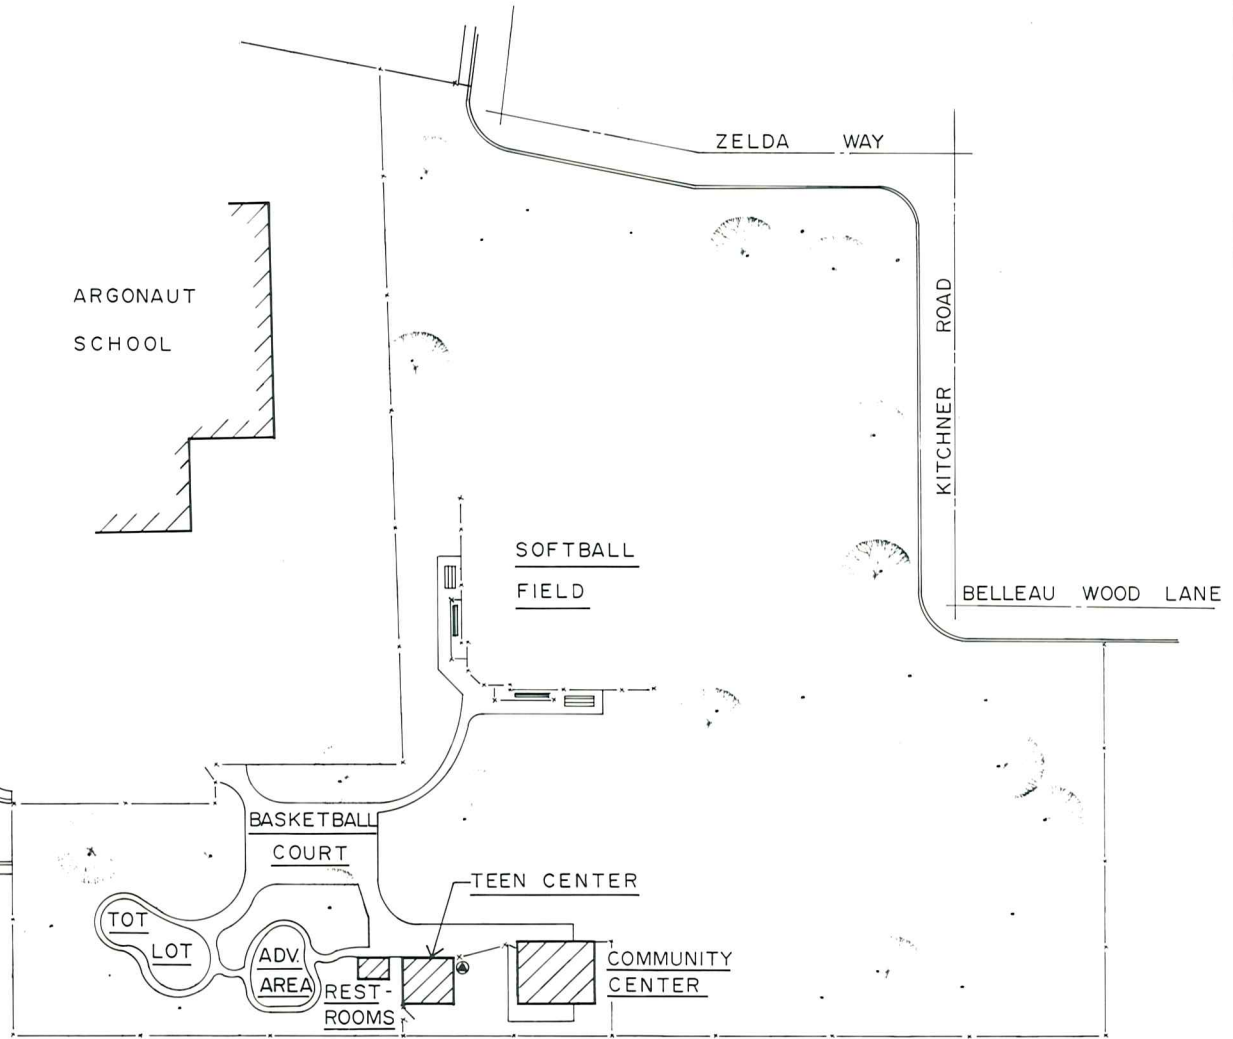 ZELDA WAY
ARGONAUT
SCHOOL
KITCHNER ROAD
SOFTBALL
FIELD
BELLEAU WOOD LANE
BASKETBALL
COURT
TEEN CENTER
TOT
LOT
ADV.
AREA
REST-
ROOMS
COMMUNITY
CENTER